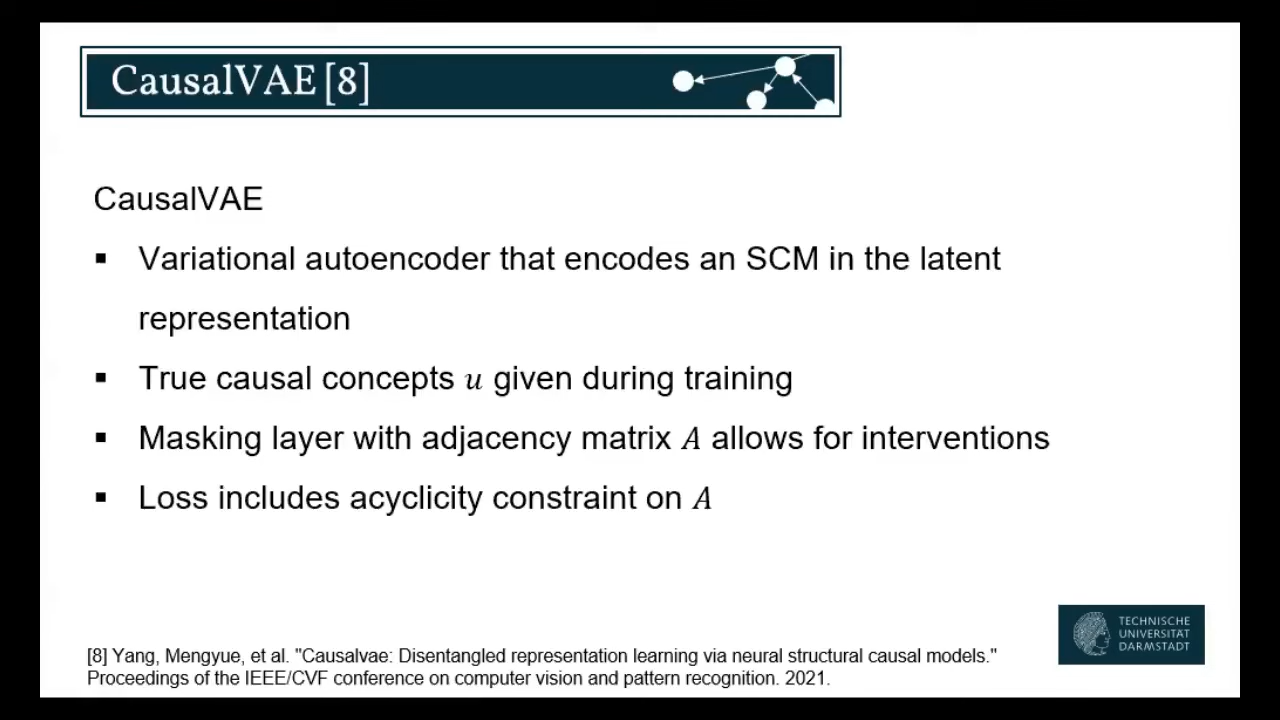 CausalVAE[8]
CausalVAE
▪ Variational autoencoder that encodes an SCM in the latent
representation
▪ True causal concepts 𝑢 given during training
▪ Masking layer with adjacency matrix 𝐴 allows for interventions
▪ Loss includes acyclicity constraint on 𝐴
TECHNISCHE
UNIVERSITÄT
DARMSTADT
[8] Yang, Mengyue, et al. "Causalvae: Disentangled representation learning via neural structural causal models."
Proceedings of the IEEE/CVF conference on computer vision and pattern recognition. 2021.